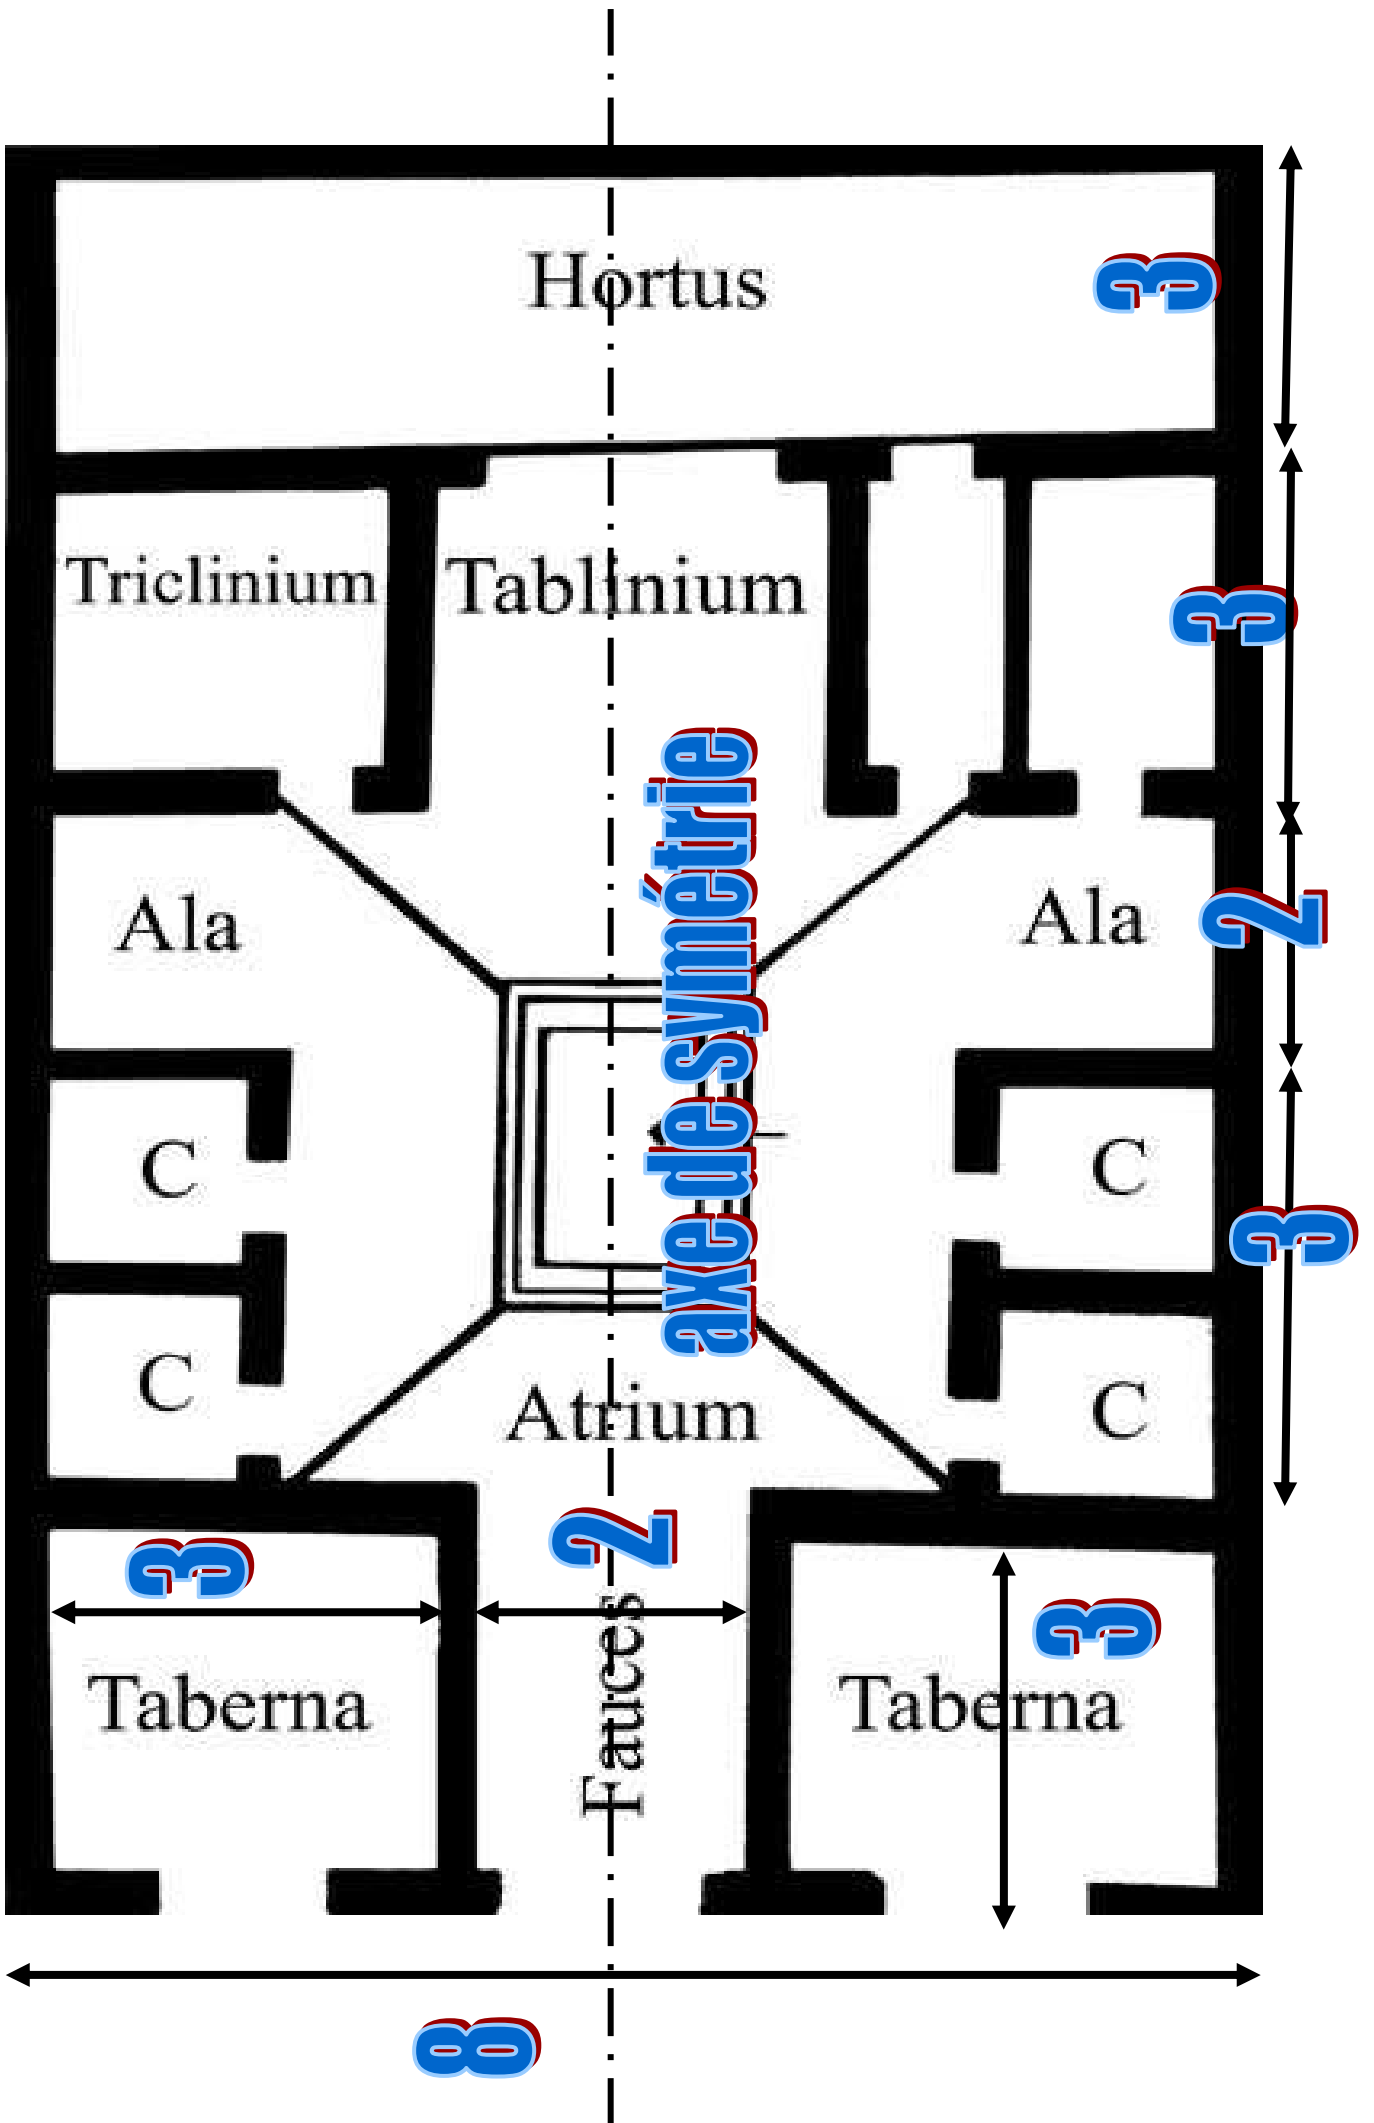 Hortus
3
Triclinium
Tablinium
3
axe de symétrie
Ala
Ala
2
C
C
3
C
C
Atrium
3
2
3
Fauces
Taberna
Taberna
8